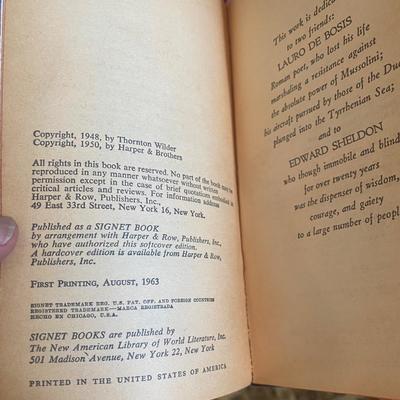 Copyright, 1948, by Thornton Wilder
Copyright, 1950, by Harper & Brothers
All rights in this book are reserved. No part of the book may be
reproduced in any manner whatsoever without written
permission except in the case of brief quotations embodied in
critical articles and reviews. For information address
Harper & Row, Publishers, Inc.,
49 East 33rd Street, New York 16, New York.
Published as a SIGNET BOOK
by arrangement with Harper & Row, Publishers, Inc.,
who have authorized this softcover edition.
A hardcover edition is available from Harper & Row,
Publishers, Inc.
FIRST PRINTING, AUGUST, 1963
SIGNET TRADEMARK REG. U.S. PAT. OFF. AND FOREIGN COUNTRIES
REGISTERED TRADEMARK—MARCA REGISTRADA
HECHO EN CHICAGO, U.S.A.
SIGNET BOOKS are published by
The New American Library of World Literature, Inc.
501 Madison Avenue, New York 22, New York
PRINTED IN THE UNITED STATES OF AMERICA
This work is dedic
to two friends:
LAURO DE BOSIS
Roman poet, who lost his life
marshaling a resistance against
the absolute power of Mussolini;
his aircraft pursued by those of the Duc
plunged into the Tyrrhenian Sea;
and to
EDWARD SHELDON
who though immobile and blind
for over twenty years
was the dispenser of wisdom,
courage, and gaiety
to a large number of people